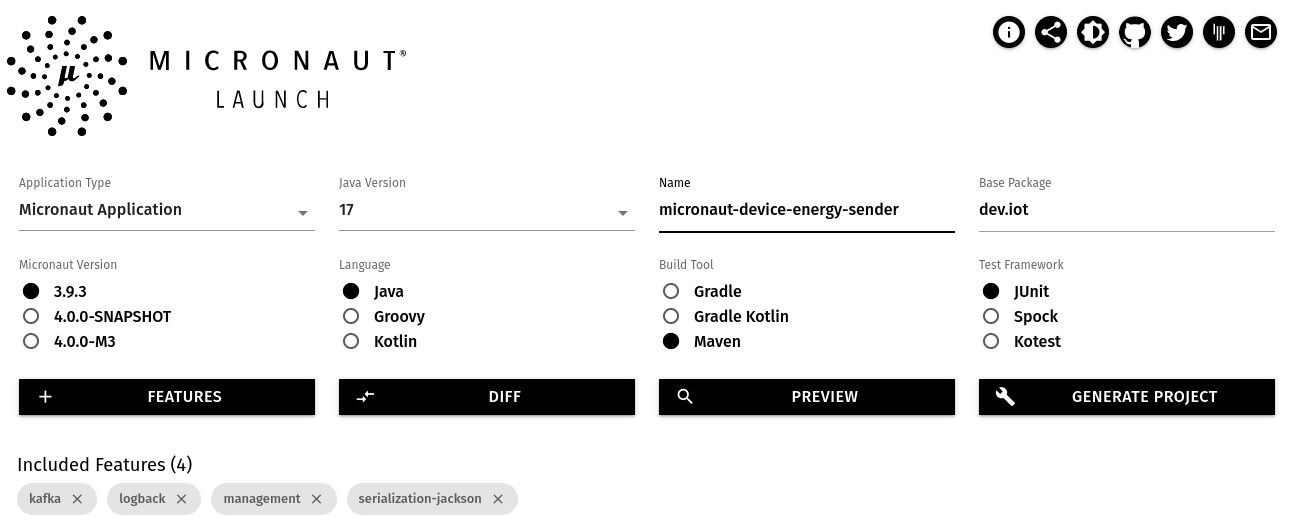 μ
MICRONAUT®
LAUNCH
Application Type Java Version Name Base Package
Micronaut Application 17 micronaut-device-energy-sender dev.iot
Micronaut Version Language Build Tool Test Framework
3.9.3 Java Gradle JUnit
4.0.0-SNAPSHOT Groovy Gradle Kotlin Spock
4.0.0-M3 Kotlin Maven Kotest
FEATURES DIFF PREVIEW GENERATE PROJECT
Included Features (4)
kafka logback management serialization-jackson